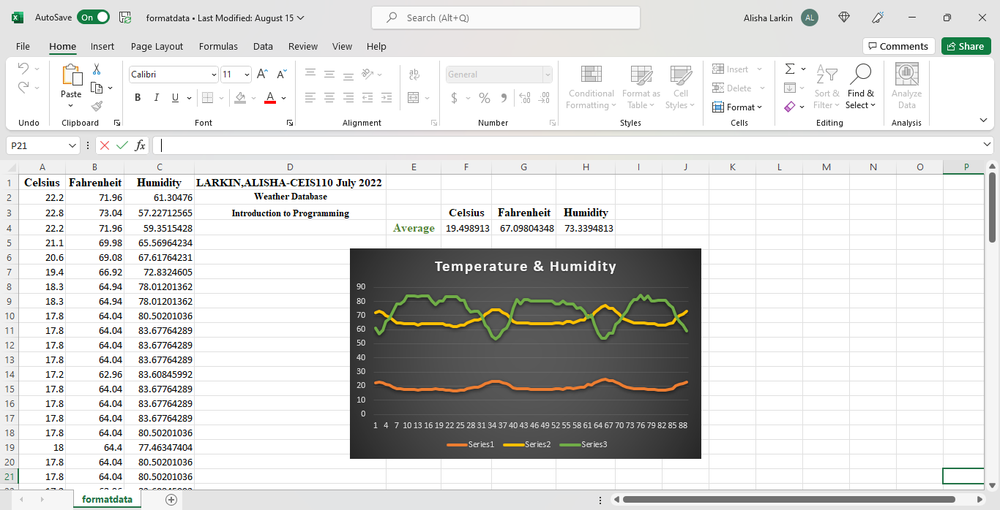 AutoSave On formatdata • Last Modified: August 15 Search (Alt+Q) Alisha Larkin AL
File Home Insert Page Layout Formulas Data Review View Help Comments Share
Calibri 11 A A ab General Σ Insert
Paste Conditional Format as Cell Delete Sort & Find & Analyze
B I U A $ % 9 Formatting Table Styles Format Filter Select Data
Undo Clipboard Font Alignment Number Styles Cells Editing Analysis
P21 fx
A B C D E F G H I J K L M N O P
1 Celsius Fahrenheit Humidity LARKIN,ALISHA-CEIS110 July 2022
2 22.2 71.96 61.30476 Weather Database
3 22.8 73.04 57.22712565 Introduction to Programming Celsius Fahrenheit Humidity
4 22.2 71.96 59.3515428 Average 19.498913 67.09804348 73.3394813
5 21.1 69.98 65.56964234
6 20.6 69.08 67.61764231
7 19.4 66.92 72.8324605
8 18.3 64.94 78.01201362
9 18.3 64.94 78.01201362
10 17.8 64.04 80.50201036
11 17.8 64.04 83.67764289
12 17.8 64.04 83.67764289
13 17.8 64.04 83.67764289
14 17.2 62.96 83.60845992
15 17.8 64.04 83.67764289
16 17.8 64.04 83.67764289
17 17.8 64.04 83.67764289
18 17.8 64.04 80.50201036
19 18 64.4 77.46347404
20 17.8 64.04 80.50201036
21 17.8 64.04 80.50201036
Temperature & Humidity
90
80
70
60
50
40
30
20
10
0
1 4 7 10 13 16 19 22 25 28 31 34 37 40 43 46 49 52 55 58 61 64 67 70 73 76 79 82 85 88
Series1 Series2 Series3
formatdata